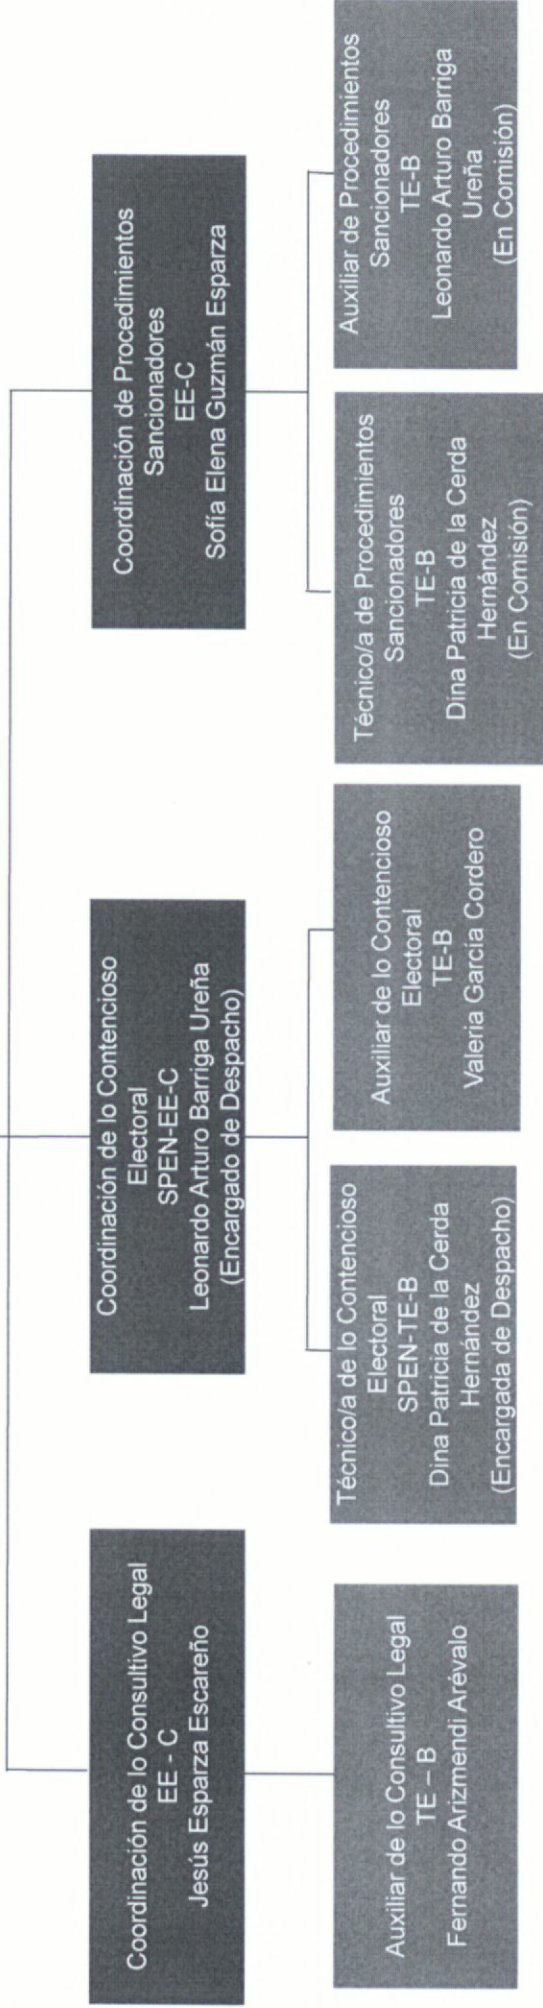 Coordinación de lo Consultivo Legal
EE - C
Jesús Esparza Escareño
Coordinación de lo Contencioso
Electoral
SPEN-EE-C
Leonardo Arturo Barriga Ureña
(Encargado de Despacho)
Coordinación de Procedimientos
Sancionadores
EE-C
Sofía Elena Guzmán Esparza
Auxiliar de lo Consultivo Legal
TE – B
Fernando Arizmendi Arévalo
Técnico/a de lo Contencioso
Electoral
SPEN-TE-B
Dina Patricia de la Cerda
Hernández
(Encargada de Despacho)
Auxiliar de lo Contencioso
Electoral
TE-B
Valeria García Cordero
Técnico/a de Procedimientos
Sancionadores
TE-B
Dina Patricia de la Cerda
Hernández
(En Comisión)
Auxiliar de Procedimientos
Sancionadores
TE-B
Leonardo Arturo Barriga
Ureña
(En Comisión)